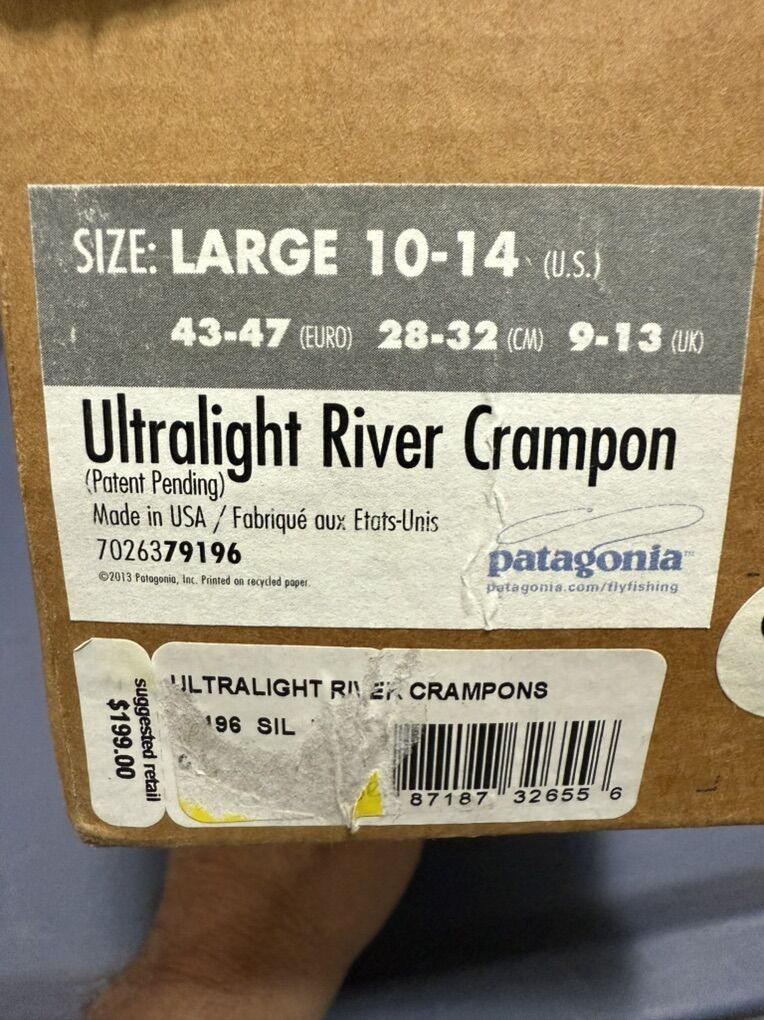 SIZE: LARGE 10-14 (U.S.)
43-47 (EURO) 28-32 (CM) 9-13 (UK)
Ultralight River Crampon
(Patent Pending)
Made in USA / Fabriqué aux Etats-Unis
7026379196
©2013 Patagonia, Inc. Printed on recycled paper.
patagonia™
patagonia.com/flyfishing
suggested retail
$199.00
ULTRALIGHT RIVER CRAMPONS
196 SIL
87187 32655 6